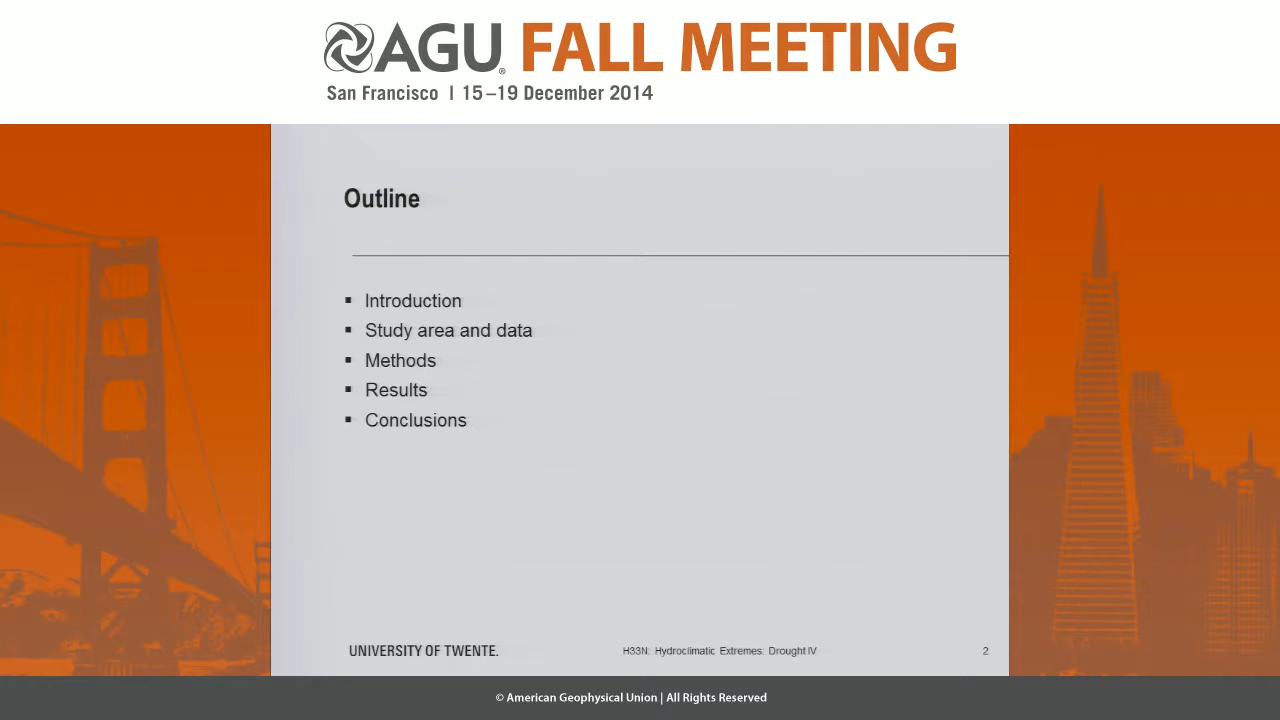 AGU® FALL MEETING
San Francisco | 15–19 December 2014
Outline
▪ Introduction
▪ Study area and data
▪ Methods
▪ Results
▪ Conclusions
UNIVERSITY OF TWENTE.
H33N: Hydroclimatic Extremes: Drought IV
2
© American Geophysical Union | All Rights Reserved